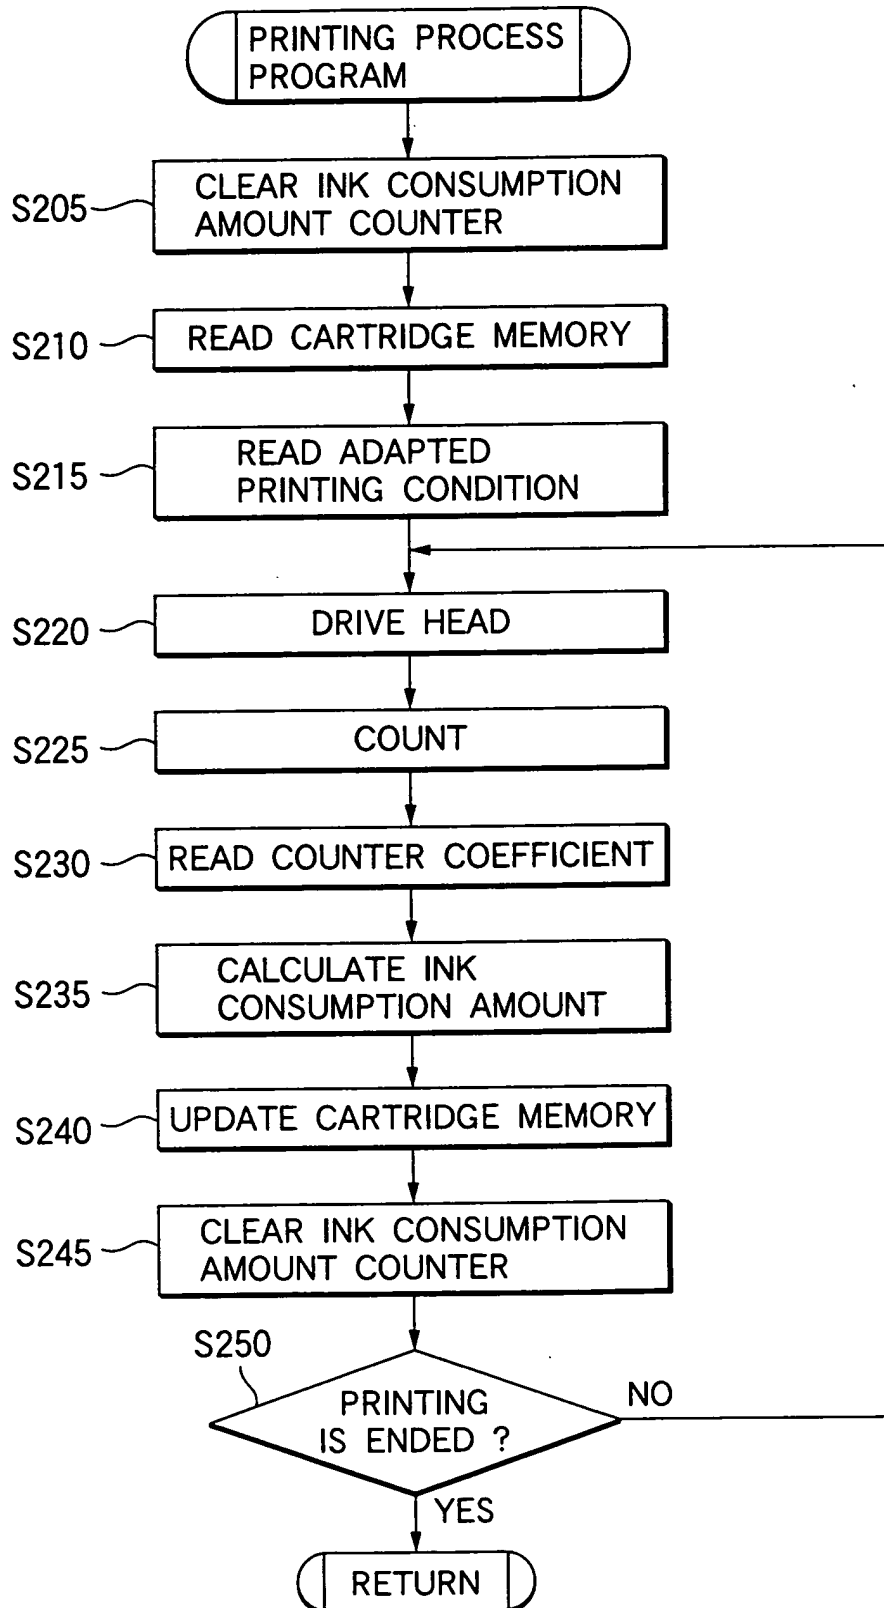 PRINTING PROCESS
PROGRAM
S205
CLEAR INK CONSUMPTION
AMOUNT COUNTER
S210
READ CARTRIDGE MEMORY
S215
READ ADAPTED
PRINTING CONDITION
S220
DRIVE HEAD
S225
COUNT
S230
READ COUNTER COEFFICIENT
S235
CALCULATE INK
CONSUMPTION AMOUNT
S240
UPDATE CARTRIDGE MEMORY
S245
CLEAR INK CONSUMPTION
AMOUNT COUNTER
S250
PRINTING
IS ENDED ?
NO
YES
RETURN